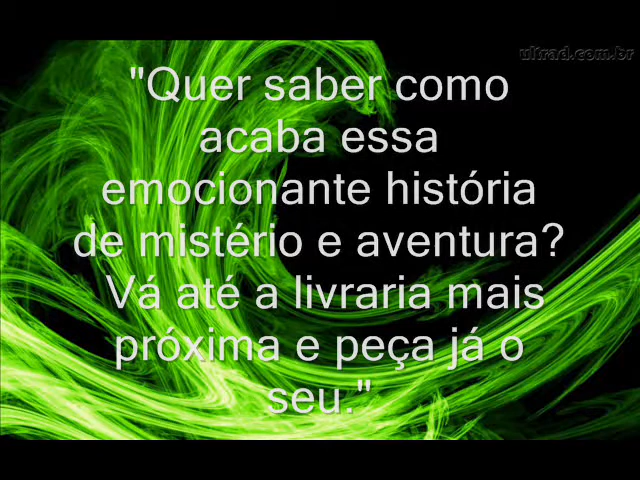 ultrad.com.br
"Quer saber como
acaba essa
emocionante história
de mistério e aventura?
Vá até a livraria mais
próxima e peça já o
seu."